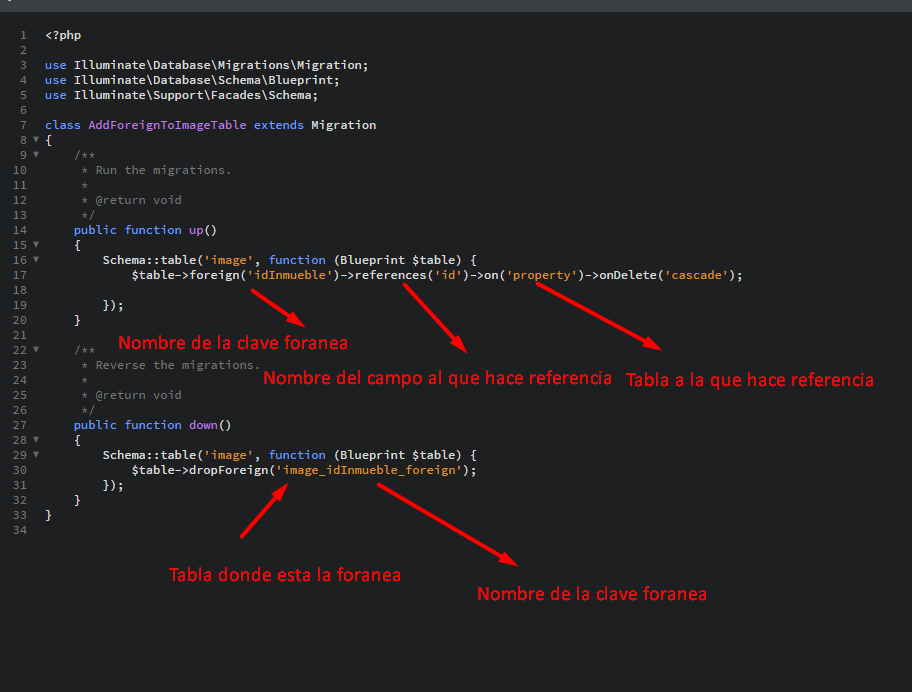 1 <?php
2
3 use Illuminate\Database\Migrations\Migration;
4 use Illuminate\Database\Schema\Blueprint;
5 use Illuminate\Support\Facades\Schema;
6
7 class AddForeignToImageTable extends Migration
8 {
9 /**
10 * Run the migrations.
11 *
12 * @return void
13 */
14 public function up()
15 {
16 Schema::table('image', function (Blueprint $table) {
17 $table->foreign('idInmueble')->references('id')->on('property')->onDelete('cascade');
18
19 });
20 }
21
Nombre de la clave foranea
22 /**
23 * Reverse the migrations.
Nombre del campo al que hace referencia
Tabla a la que hace referencia
24 *
25 * @return void
26 */
27 public function down()
28 {
29 Schema::table('image', function (Blueprint $table) {
30 $table->dropForeign('image_idInmueble_foreign');
31 });
32 }
33 }
34
Tabla donde esta la foranea
Nombre de la clave foranea